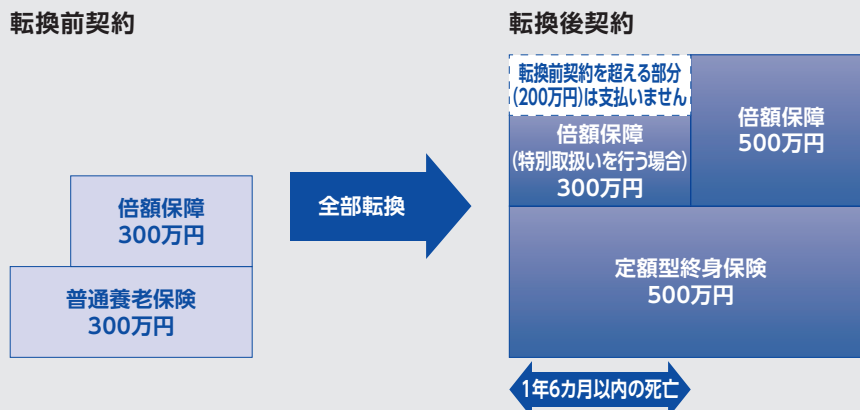 転換前契約
倍額保障
300万円
普通養老保険
300万円
全部転換
転換後契約
転換前契約を超える部分
(200万円)は支払いません
倍額保障
(特別取扱いを行う場合)
300万円
倍額保障
500万円
定額型終身保険
500万円
1年6カ月以内の死亡